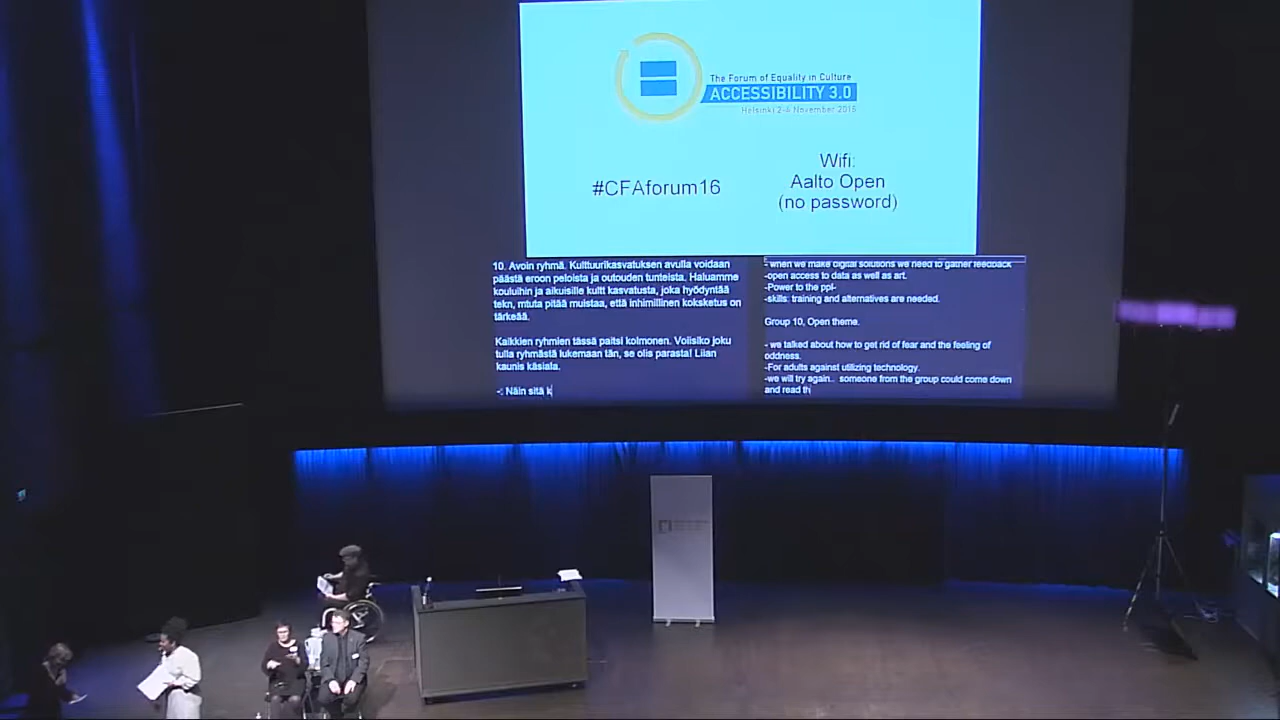 The Forum of Equality in Culture
ACCESSIBILITY 3.0
Helsinki 2-4 November 2016
#CFAforum16
Wifi:
Aalto Open
(no password)
10. Avoin ryhmä. Kulttuurikasvatuksen avulla voidaan
päästä eroon peloista ja outouden tunteista. Haluamme
kouluihin ja aikuisille kultt kasvatusta, joka hyödyntää
tekn, mtuta pitää muistaa, että inhimillinen koksketus on
tärkeää.
Kaikkien ryhmien tässä paitsi kolmonen. Voisiko joku
tulla ryhmästä lukemaan tän, se olis parasta! Liian
kaunis käsiala.
-: Näin sitä k
- when we make digital solutions we need to gather feedback
-open access to data as well as art.
-Power to the ppl-
-skills: training and alternatives are needed.
Group 10, Open theme.
- we talked about how to get rid of fear and the feeling of
oddness.
-For adults against utilizing technology.
-we will try again.. someone from the group could come down
and read th